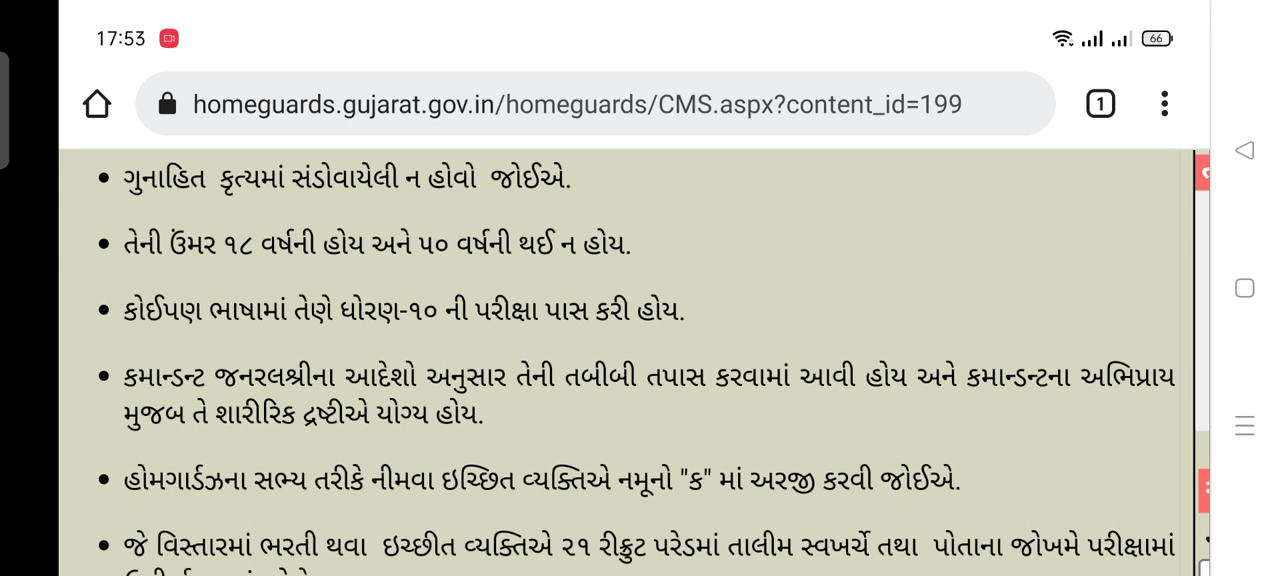 17:53
66
homeguards.gujarat.gov.in/homeguards/CMS.aspx?content_id=199
1
• ગુનાહિત કૃત્યમાં સંડોવાયેલી ન હોવો જોઈએ.
• તેની ઉંમર ૧૮ વર્ષની હોય અને ૫૦ વર્ષની થઈ ન હોય.
• કોઈપણ ભાષામાં તેણે ધોરણ-૧૦ ની પરીક્ષા પાસ કરી હોય.
• કમાન્ડન્ટ જનરલશ્રીના આદેશો અનુસાર તેની તબીબી તપાસ કરવામાં આવી હોય અને કમાન્ડન્ટના અભિપ્રાય
મુજબ તે શારીરિક દ્રષ્ટીએ યોગ્ય હોય.
• હોમગાર્ડઝના સભ્ય તરીકે નીમવા ઇચ્છિત વ્યક્તિએ નમૂનો "ક" માં અરજી કરવી જોઈએ.
• જે વિસ્તારમાં ભરતી થવા ઇચ્છીત વ્યક્તિએ ૨૧ રીક્રુટ પરેડમાં તાલીમ સ્વખર્ચે તથા પોતાના જોખમે પરીક્ષામાં